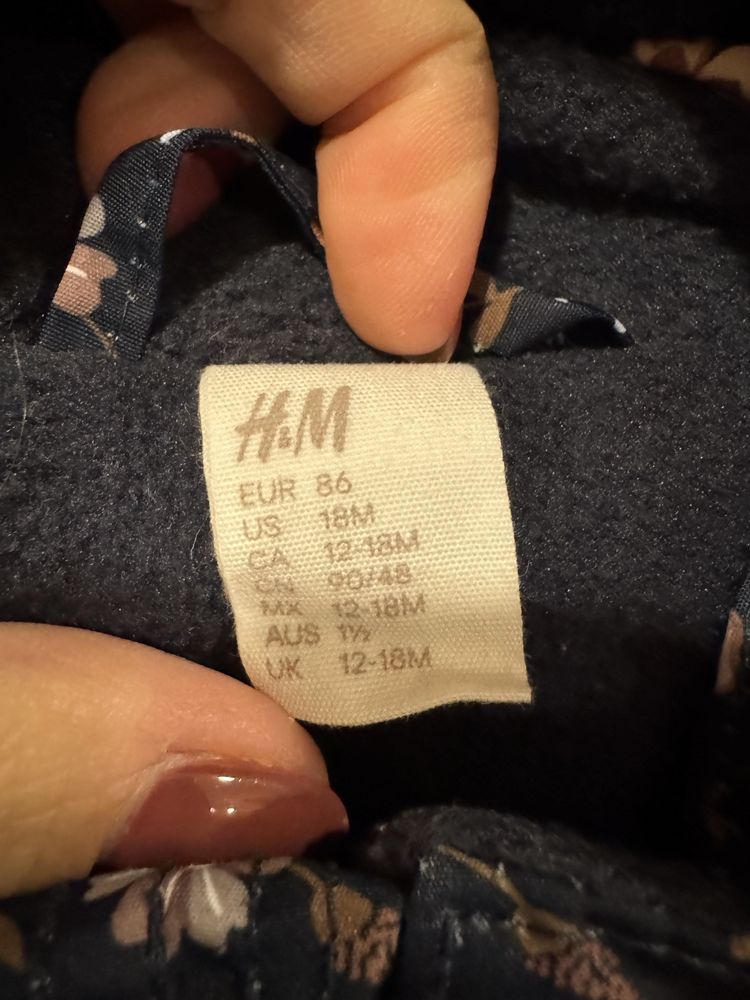 H&M
EUR 86
US 18M
CA 12-18M
CN 90/48
MX 12-18M
AUS 1½
UK 12-18M